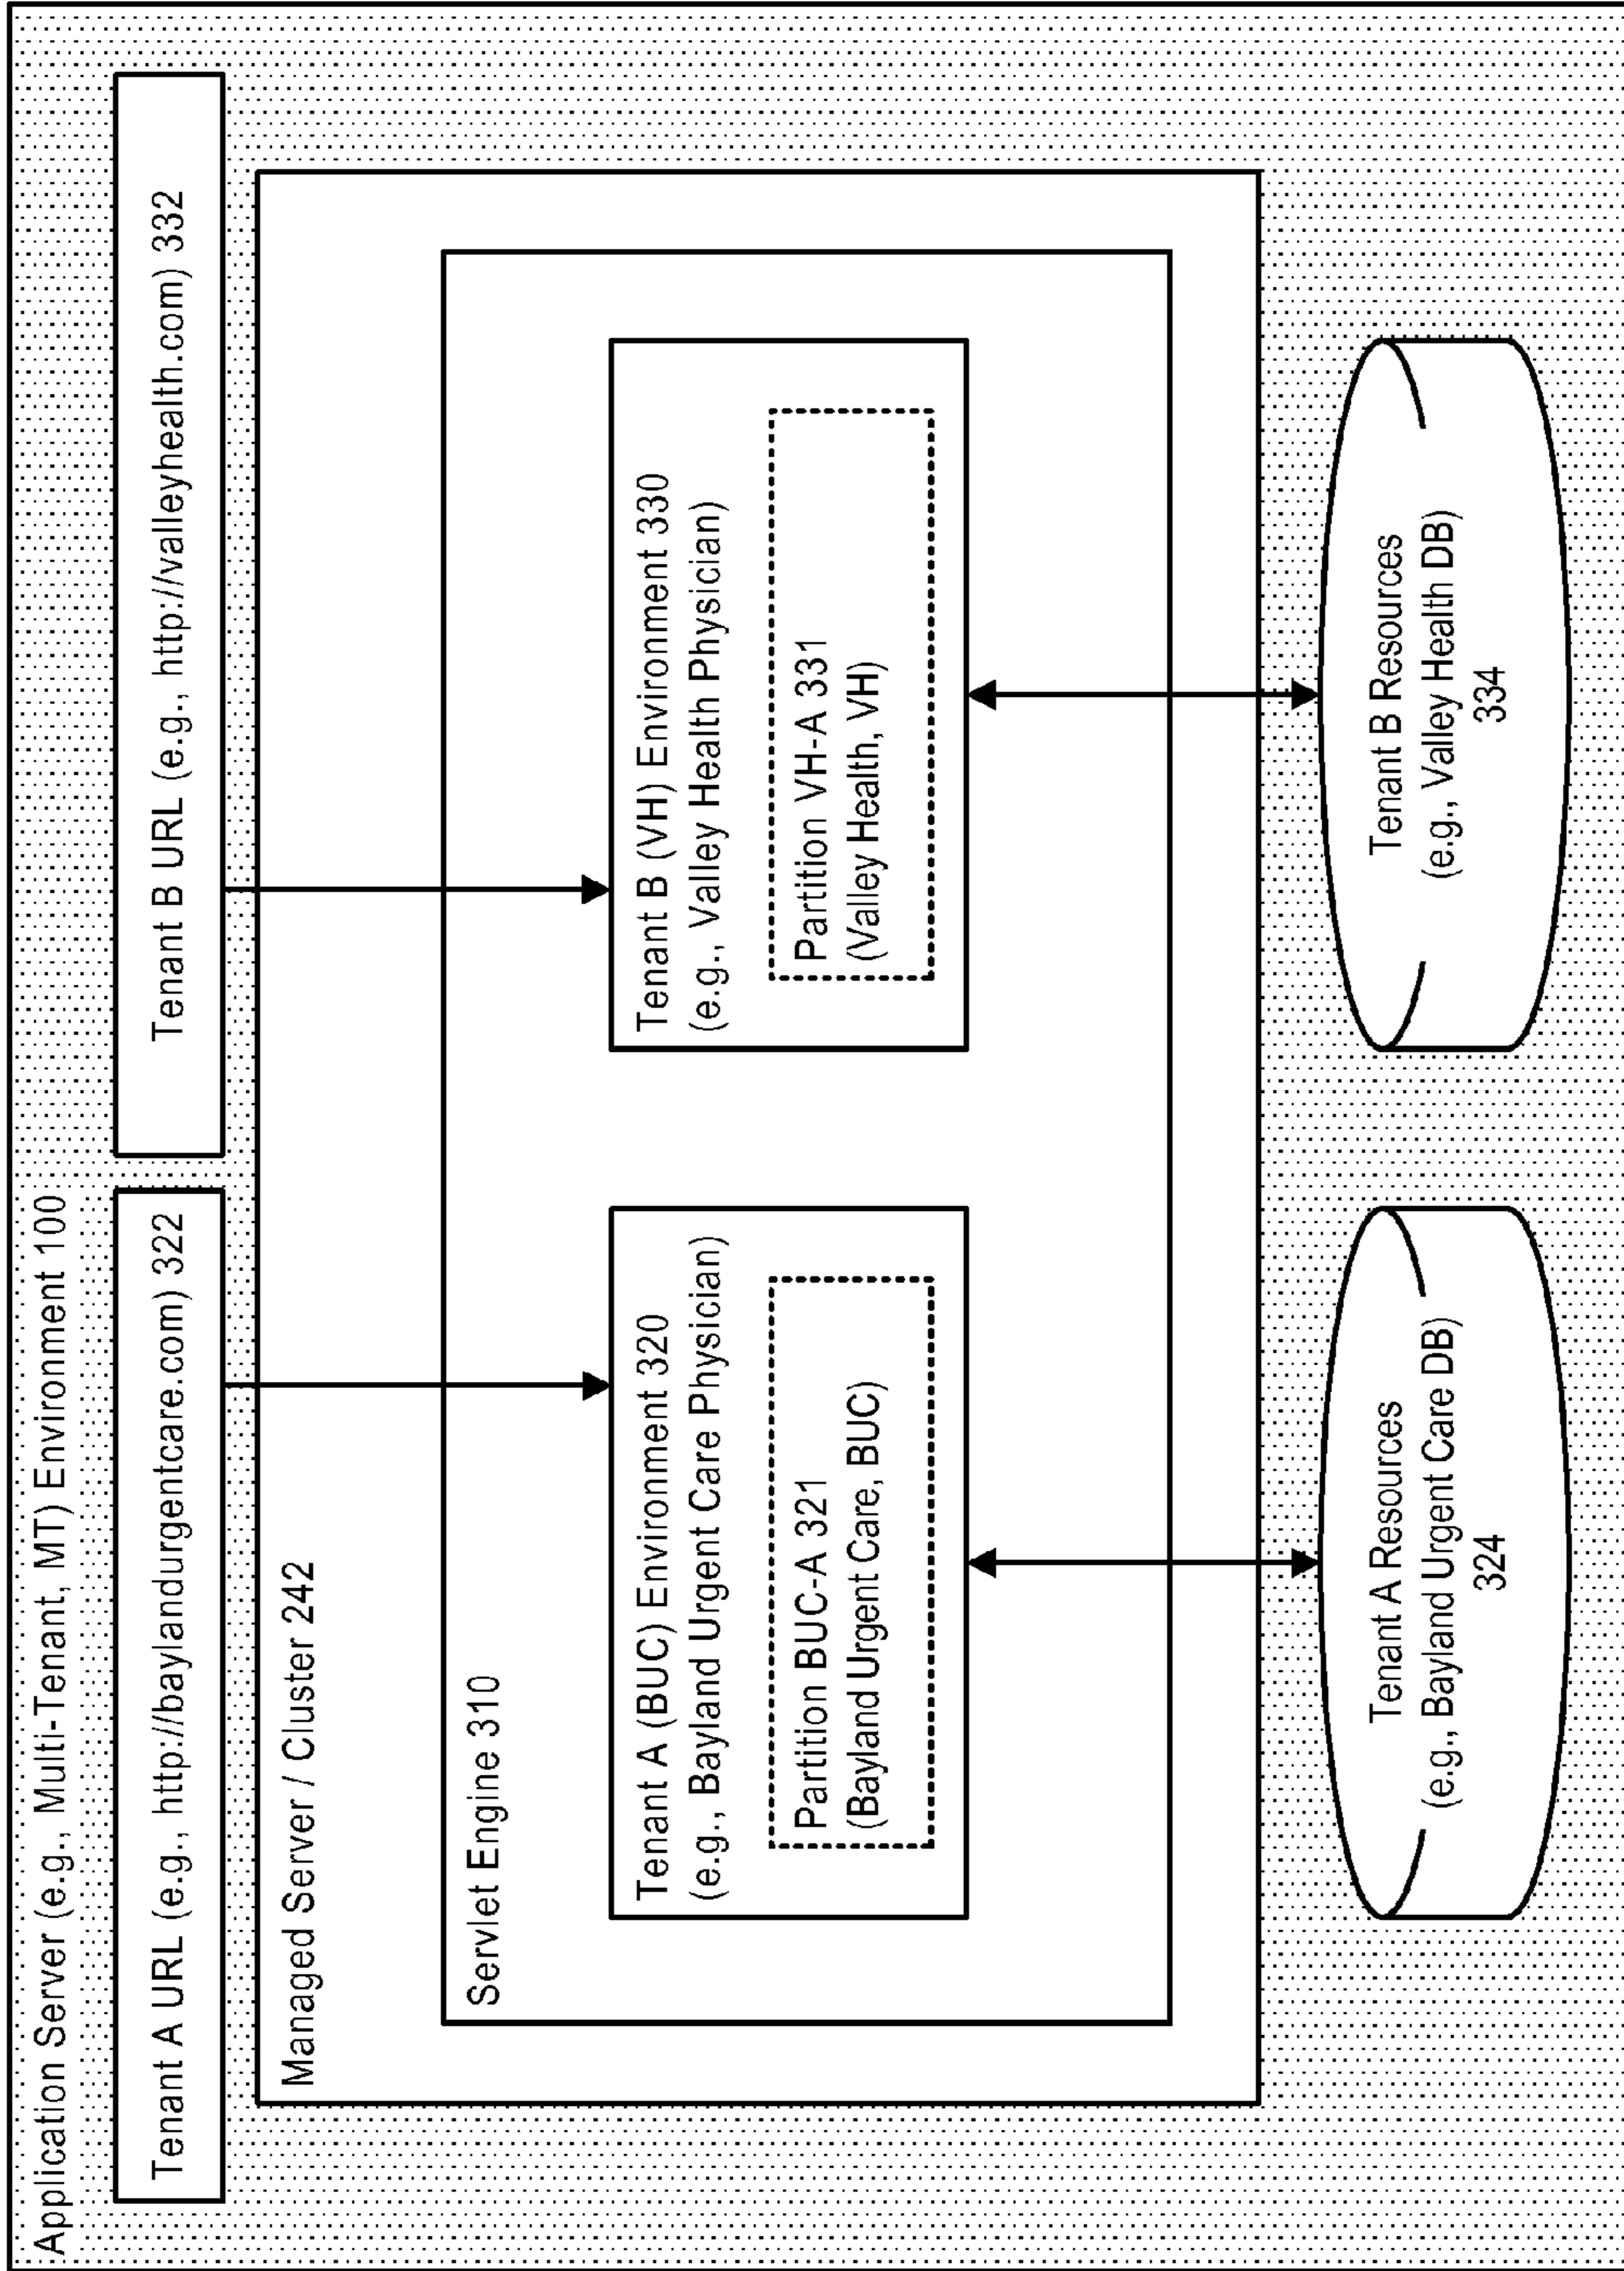 Application Server (e.g., Multi-Tenant, MT) Environment 100
Tenant A URL (e.g., http://baylandurgentcare.com) 322
Tenant B URL (e.g., http://valleyhealth.com) 332
Managed Server / Cluster 242
Servlet Engine 310
Tenant A (BUC) Environment 320
(e.g., Bayland Urgent Care Physician)
Partition BUC-A 321
(Bayland Urgent Care, BUC)
Tenant B (VH) Environment 330
(e.g., Valley Health Physician)
Partition VH-A 331
(Valley Health, VH)
Tenant A Resources
(e.g., Bayland Urgent Care DB)
324
Tenant B Resources
(e.g., Valley Health DB)
334